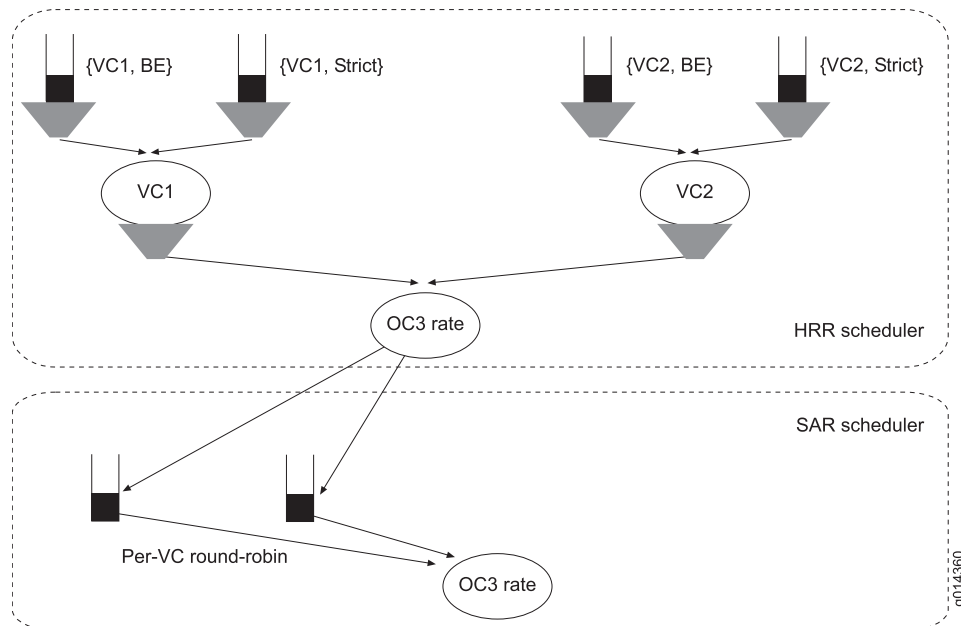 {VC1, BE}
{VC1, Strict}
{VC2, BE}
{VC2, Strict}
VC1
VC2
OC3 rate
HRR scheduler
SAR scheduler
Per-VC round-robin
OC3 rate
g014360